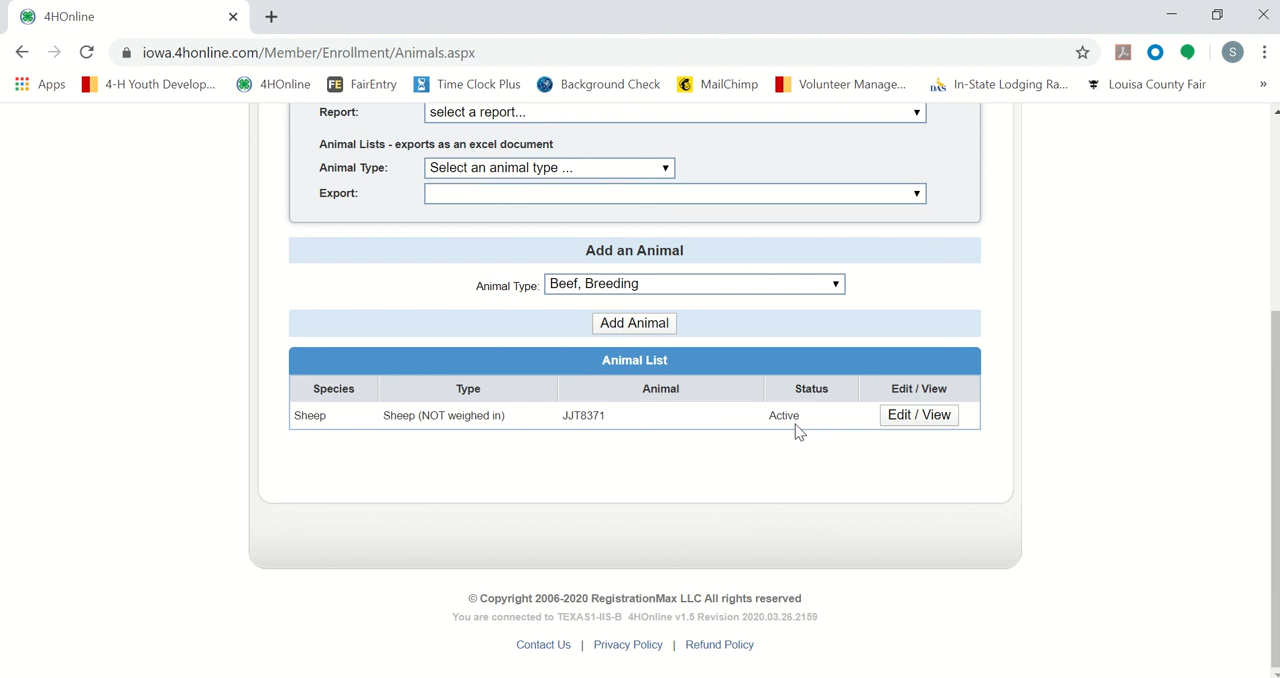 4HOnline
iowa.4honline.com/Member/Enrollment/Animals.aspx
S
Apps 4-H Youth Develop... 4HOnline FE FairEntry Time Clock Plus Background Check MailChimp Volunteer Manage... DAS In-State Lodging Ra... Louisa County Fair »
Report: select a report...
Animal Lists - exports as an excel document
Animal Type: Select an animal type ...
Export:
Add an Animal
Animal Type: Beef, Breeding
Add Animal
Animal List
Species Type Animal Status Edit / View
Sheep Sheep (NOT weighed in) JJT8371 Active Edit / View
© Copyright 2006-2020 RegistrationMax LLC All rights reserved
You are connected to TEXAS1-IIS-B 4HOnline v1.5 Revision 2020.03.26.2159
Contact Us | Privacy Policy | Refund Policy